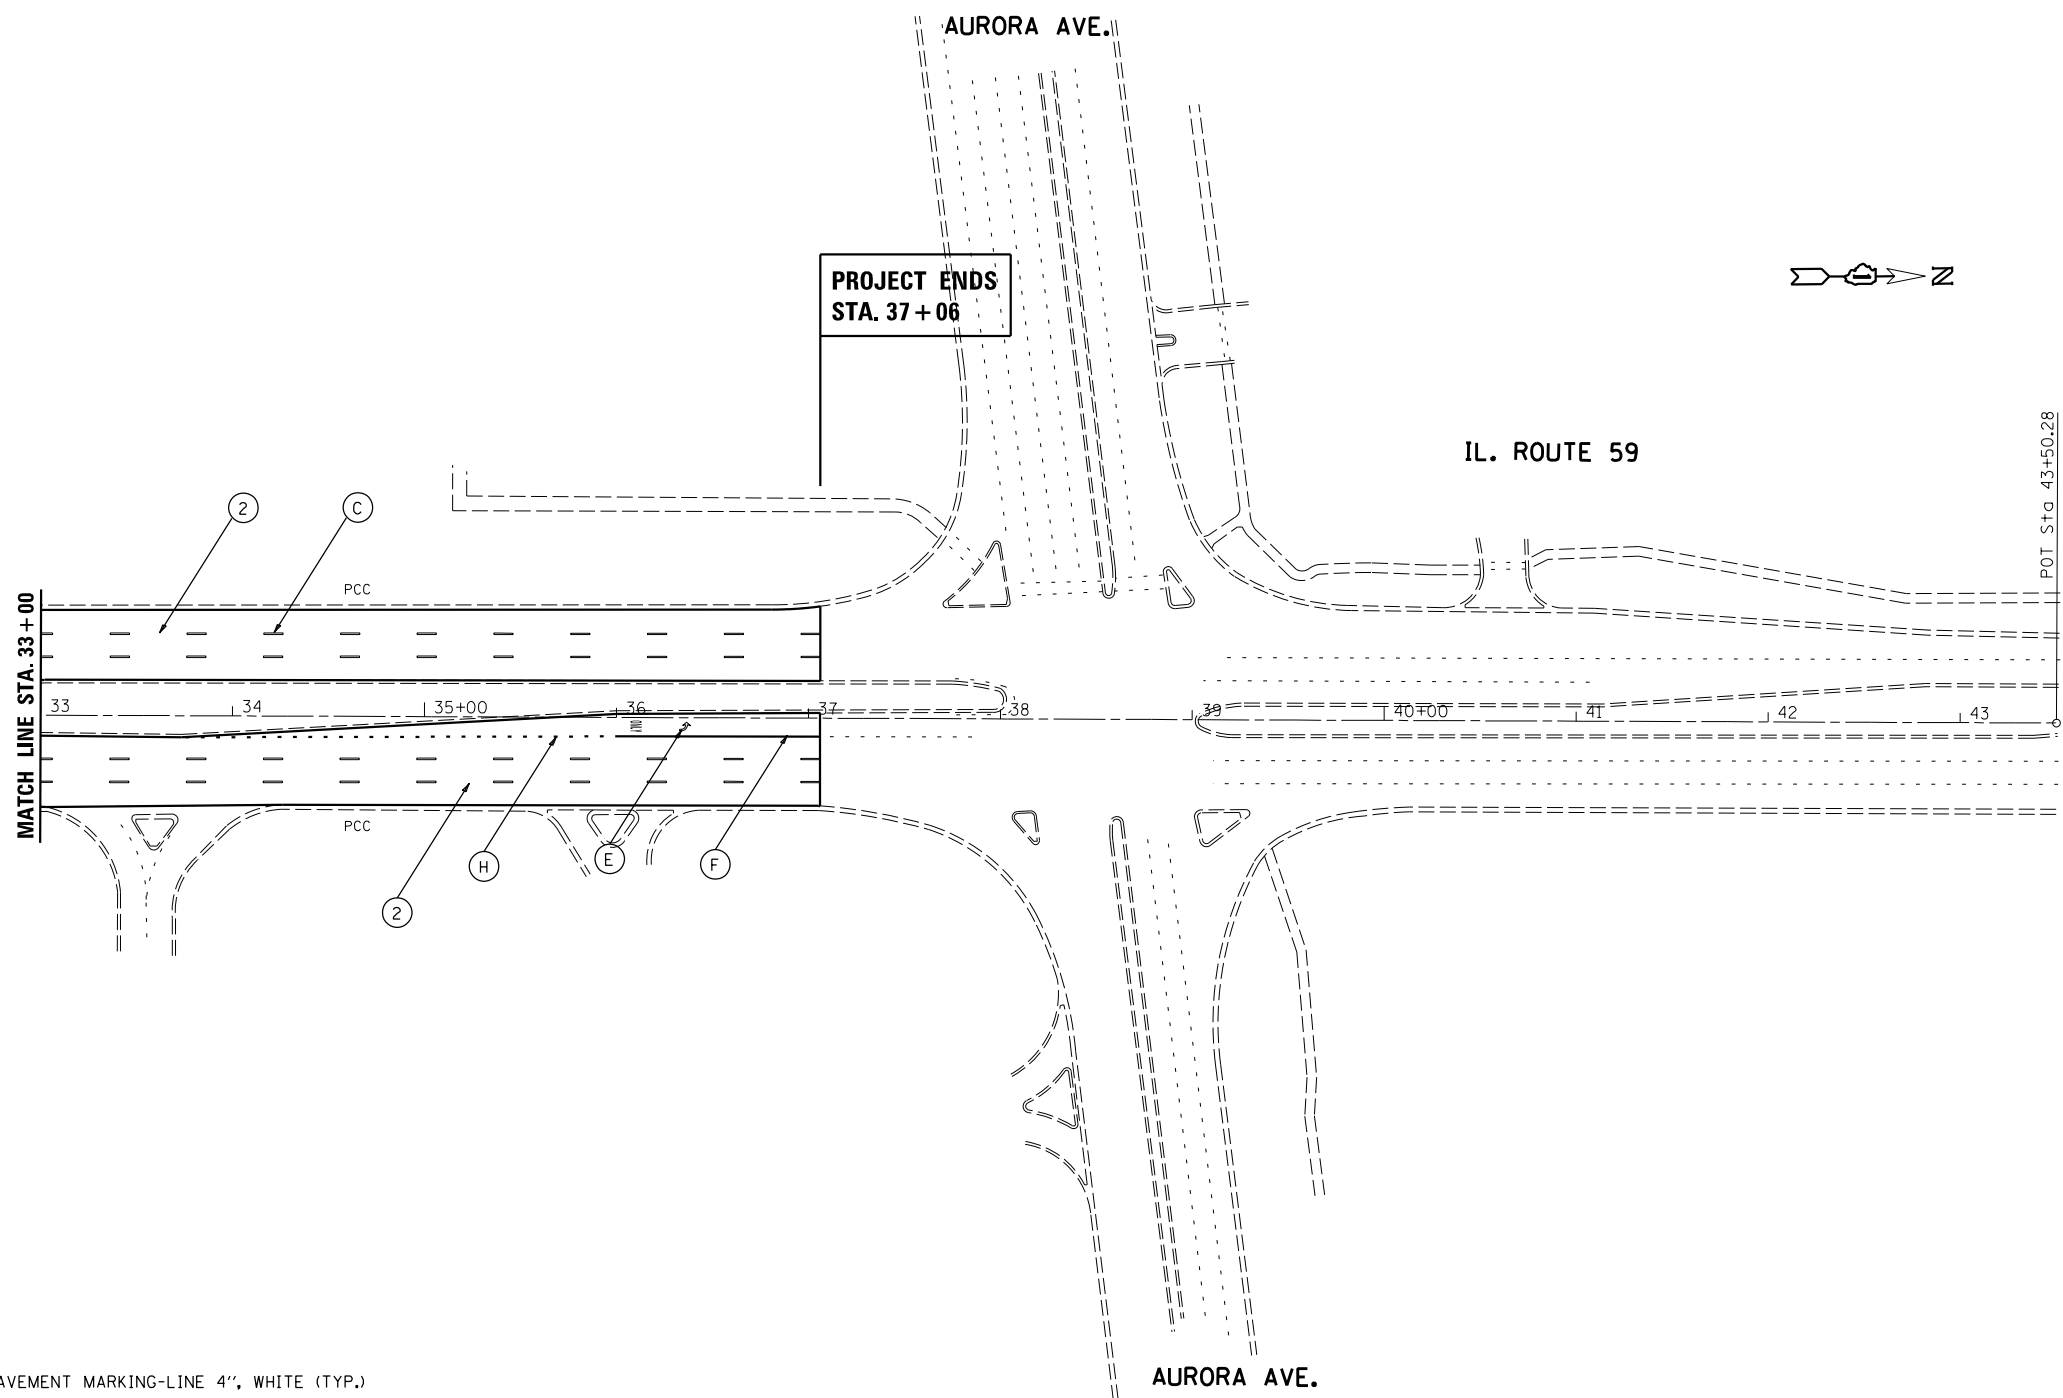 AURORA AVE.
PROJECT ENDS
STA. 37+06
N
IL. ROUTE 59
POT Sta 43+50.28
2
C
PCC
MATCH LINE STA. 33+00
33
34
35+00
36
37
38
39
40+00
41
42
43
ONLY
PCC
H
E
F
2
AVEMENT MARKING-LINE 4", WHITE (TYP.)
AURORA AVE.